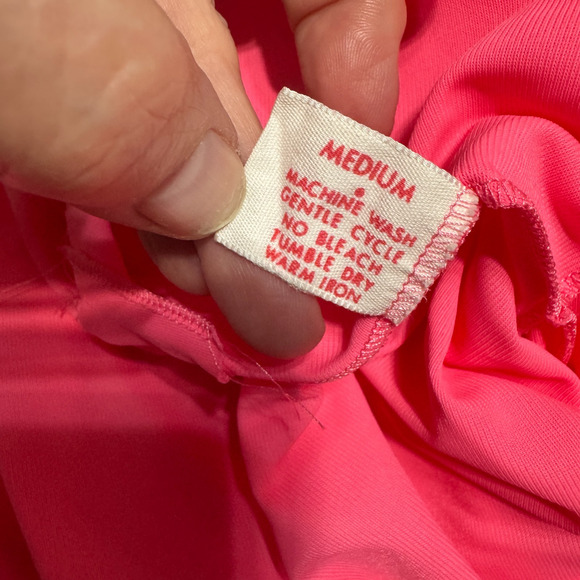 MEDIUM
MACHINE WASH
GENTLE CYCLE
NO BLEACH
TUMBLE DRY
WARM IRON